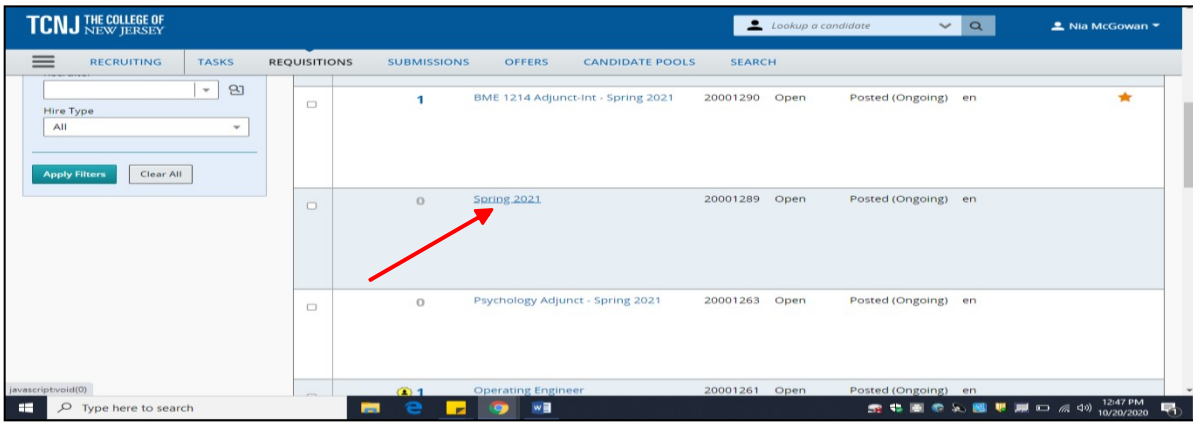 TCNJ THE COLLEGE OF NEW JERSEY
Lookup a candidate
Nia McGowan
RECRUITING TASKS REQUISITIONS SUBMISSIONS OFFERS CANDIDATE POOLS SEARCH
Hire Type
All
Apply Filters Clear All
1 BME 1214 Adjunct-Int - Spring 2021 20001290 Open Posted (Ongoing) en
0 Spring 2021 20001289 Open Posted (Ongoing) en
0 Psychology Adjunct - Spring 2021 20001263 Open Posted (Ongoing) en
1 Operating Engineer 20001261 Open Posted (Ongoing) en
javascript:void(0)
Type here to search
12:47 PM
10/20/2020